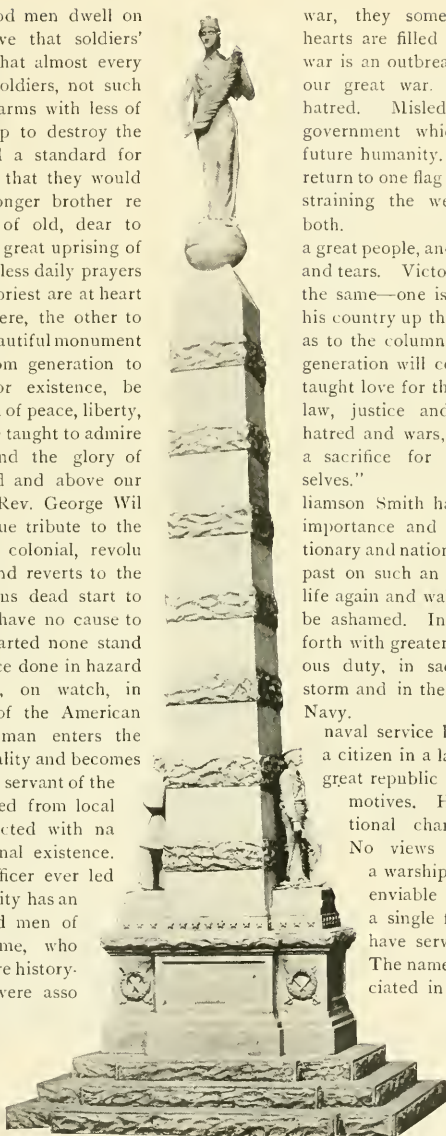 od men dwell on war, they some
ve that soldiers' hearts are filled
hat almost every war is an outbrea
oldiers, not such our great war.
arms with less of hatred. Misled
p to destroy the government whic
l a standard for future humanity.
that they would return to one flag
onger brother re straining the we
of old, dear to both.
great uprising of a great people, an
less daily prayers and tears. Victo
priest are at heart the same—one is
ere, the other to his country up th
autiful monument as to the column
om generation to generation will co
or existence, be taught love for th
of peace, liberty, law, justice and
taught to admire hatred and wars,
nd the glory of a sacrifice for
d and above our selves."
Rev. George Wil liamson Smith ha
ue tribute to the importance and
colonial, revolu tionary and nation
nd reverts to the past on such an
us dead start to life again and wa
have no cause to be ashamed. In
arted none stand forth with greater
ce done in hazard ous duty, in sac
, on watch, in storm and in the
of the American Navy.
man enters the naval service
ality and becomes a citizen in a la
servant of the great republic
ed from local motives. H
cted with na tional char
nal existence. No views
ficer ever led a warship
ity has an enviable
d men of a single f
me, who have serv
re history- The name
vere asso ciated in